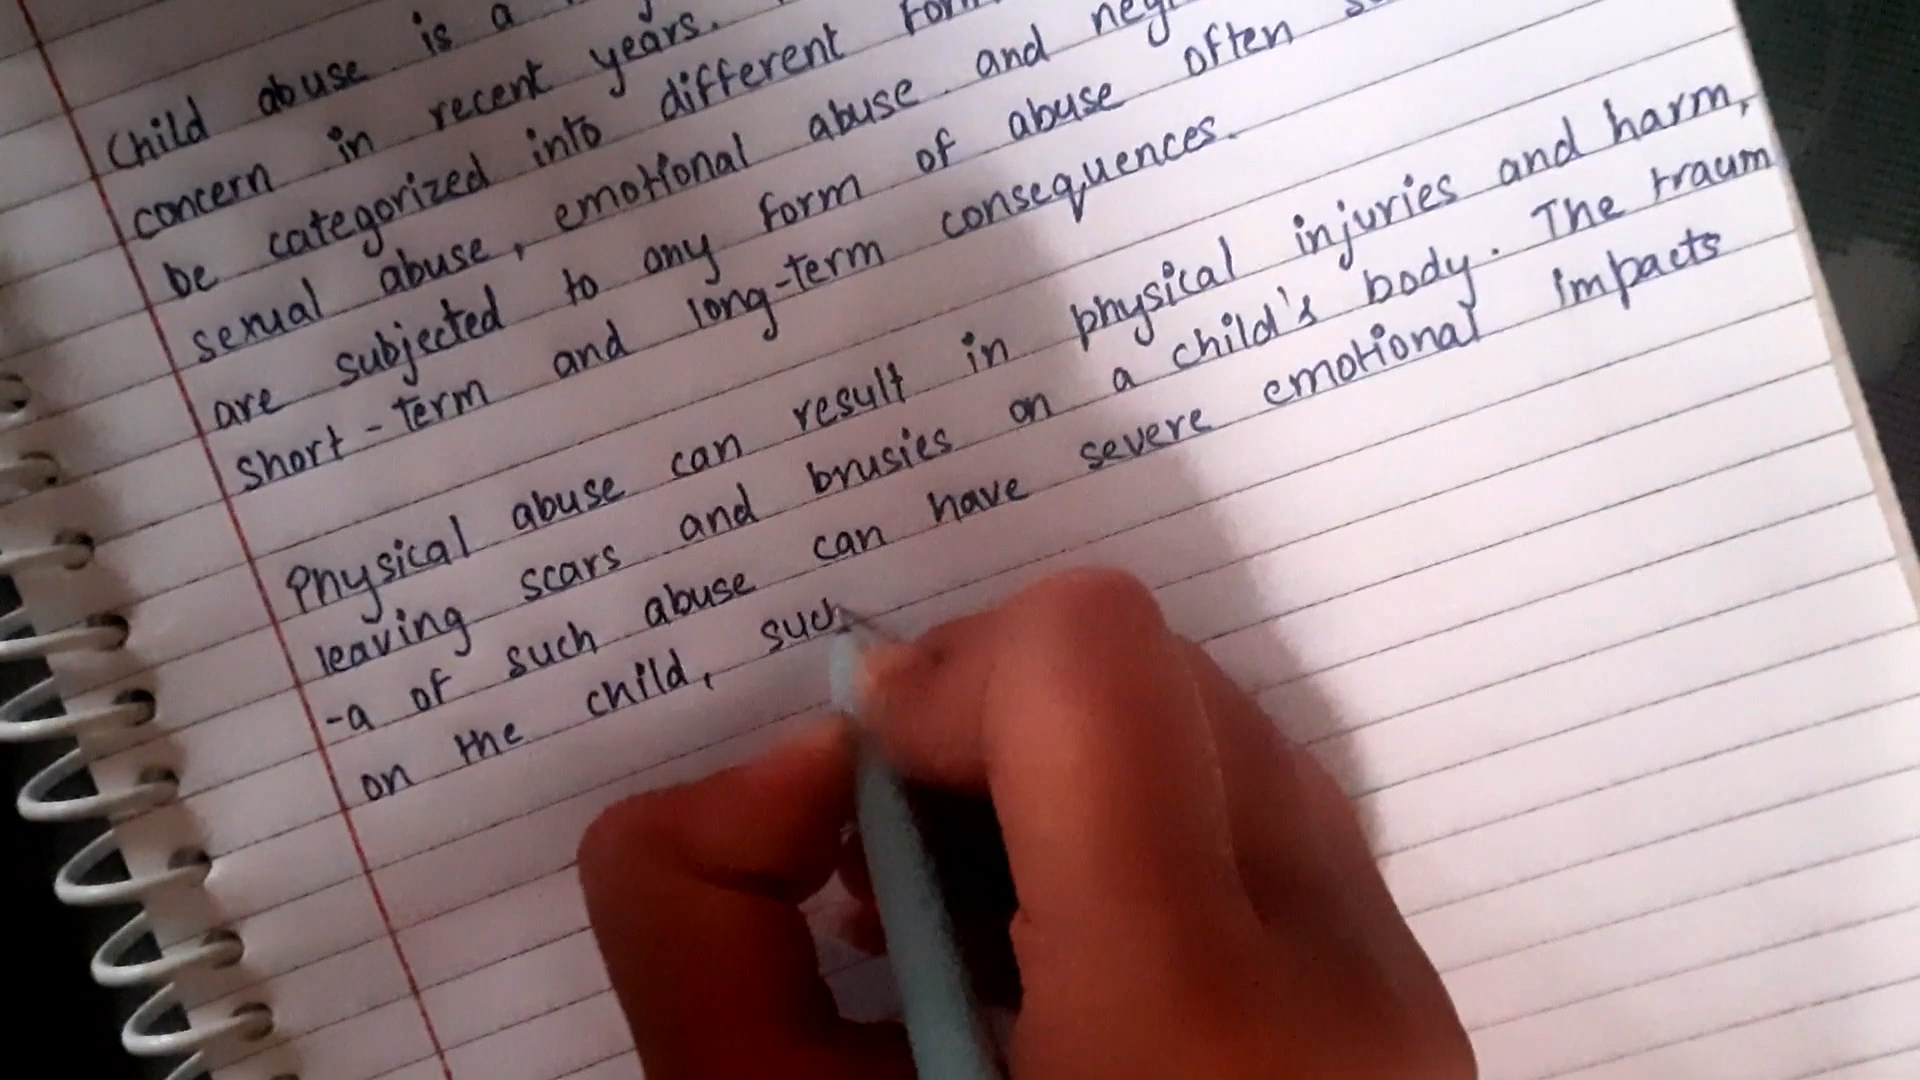 Child abuse is a
concern in recent years.
be categorized into different
sexual abuse, emotional abuse and
are subjected to any form of abuse often
short-term and long-term consequences.
Physical abuse can result in physical injuries and harm,
leaving scars and brusies on a child's body. The traum
-a of such abuse can have severe emotional impacts
on the child, such